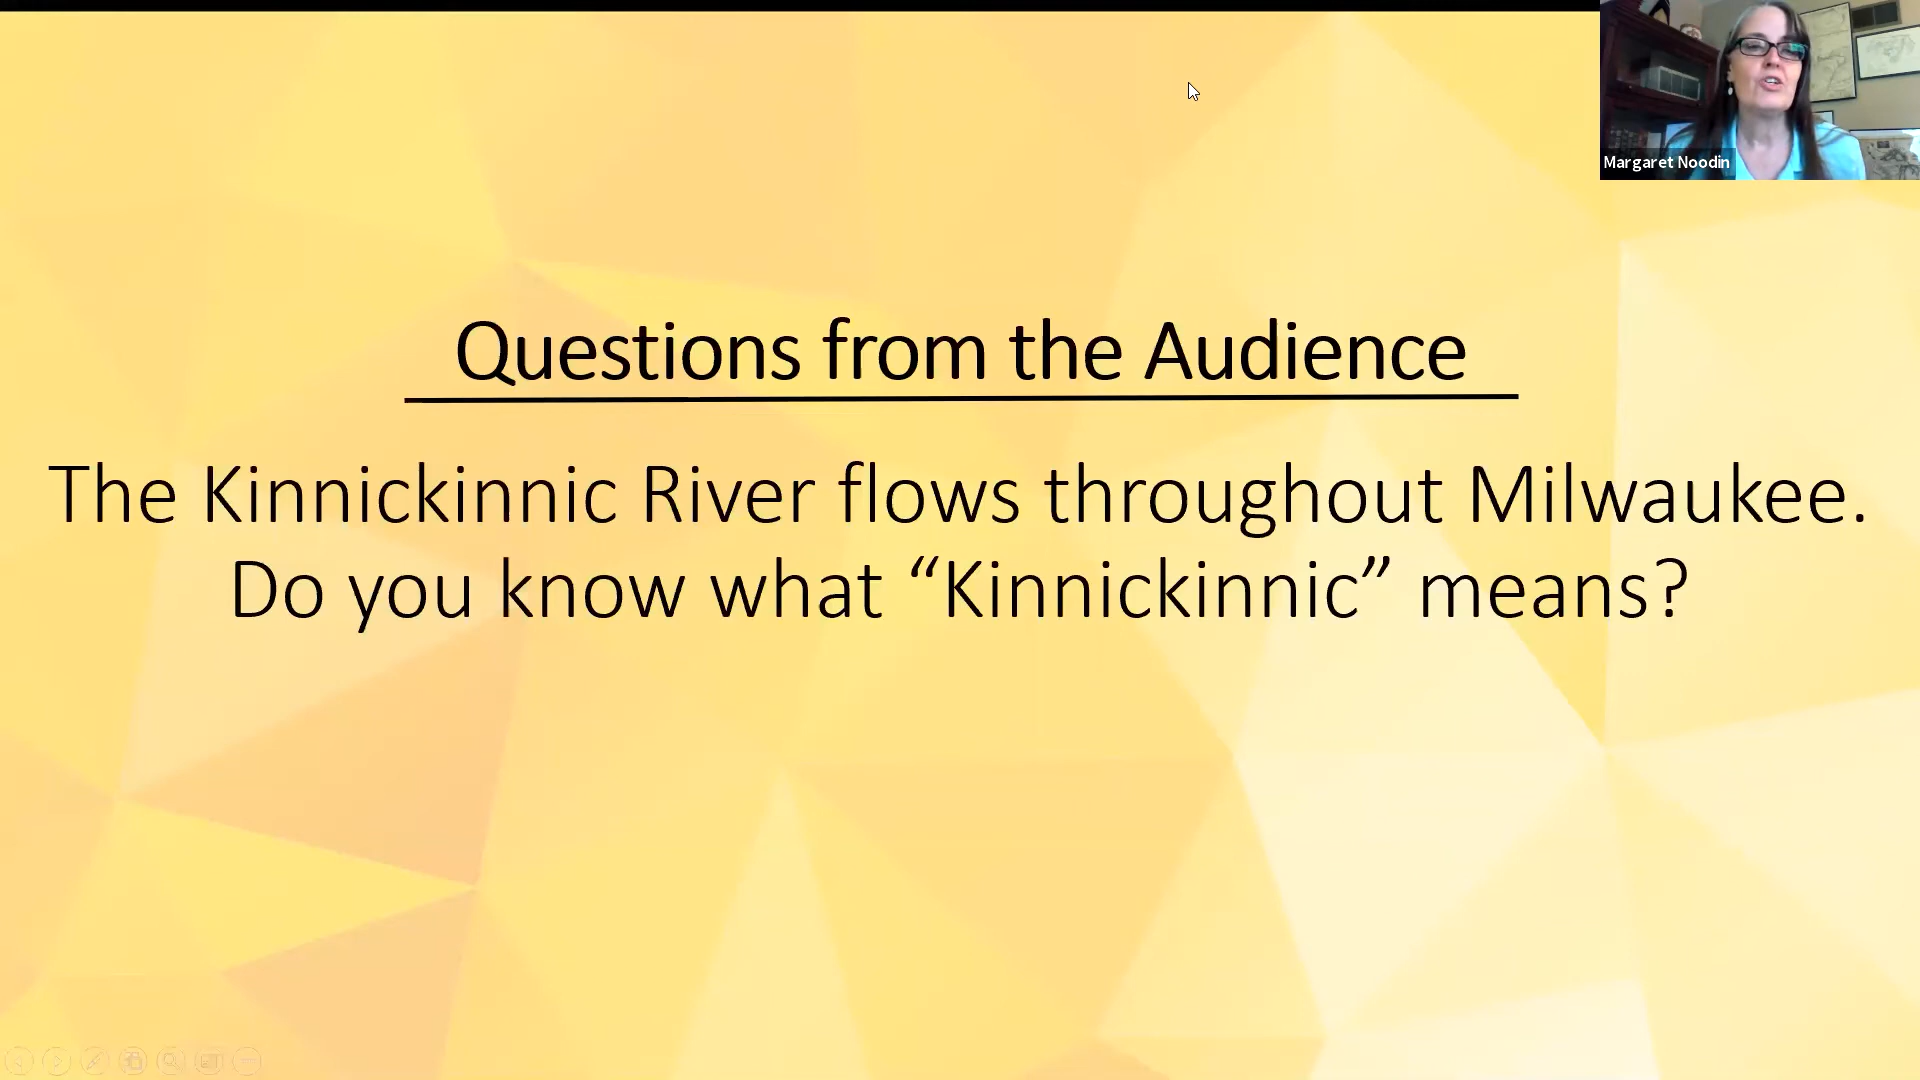 Margaret Noodin
Questions from the Audience
The Kinnickinnic River flows throughout Milwaukee.
Do you know what “Kinnickinnic” means?